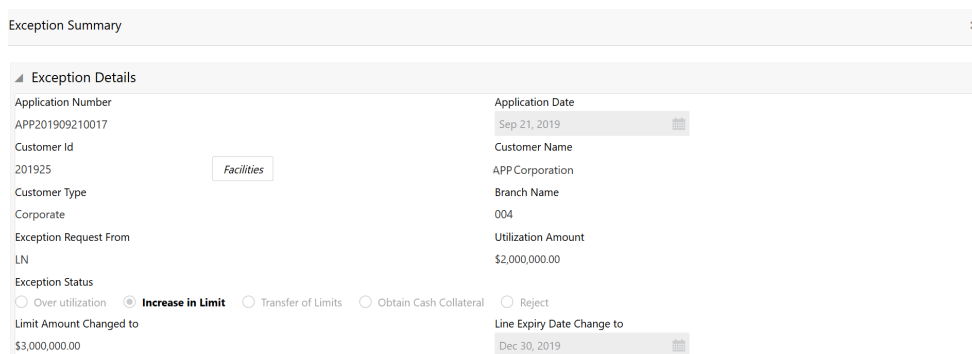 Exception Summary
Exception Details
Application Number
Application Date
APP201909210017
Sep 21, 2019
Customer Id
Customer Name
201925
Facilities
APP Corporation
Customer Type
Branch Name
Corporate
004
Exception Request From
Utilization Amount
LN
$2,000,000.00
Exception Status
Over utilization Increase in Limit Transfer of Limits Obtain Cash Collateral Reject
Limit Amount Changed to
Line Expiry Date Change to
$3,000,000.00
Dec 30, 2019